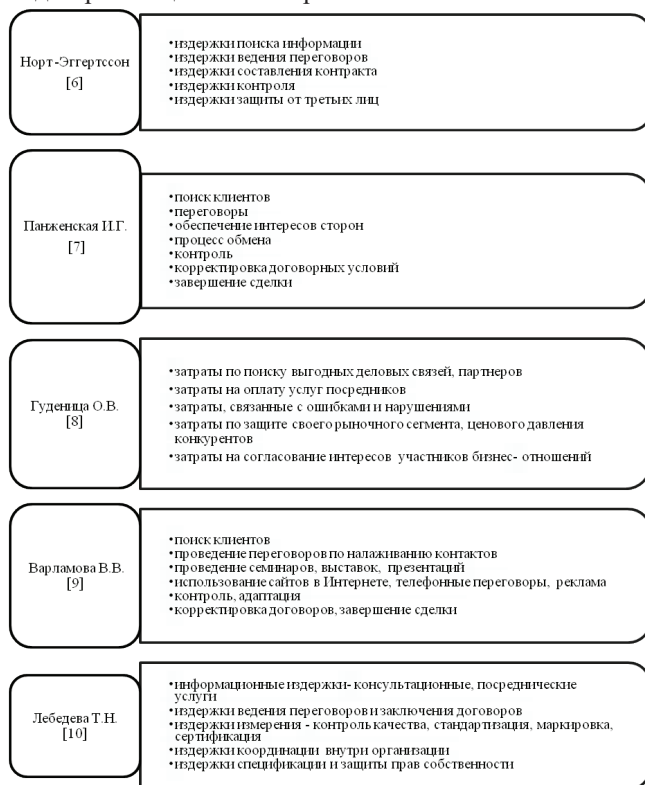 Норт-Эггертссон
[6]
•издержки поиска информации
•издержки ведения переговоров
•издержки составления контракта
•издержки контроля
•издержки защиты от третьих лиц
Панженская И.Г.
[7]
•поиск клиентов
•переговоры
•обеспечение интересов сторон
•процесс обмена
•контроль
•корректировка договорных условий
•завершение сделки
Гуденица О.В.
[8]
•затраты по поиску выгодных деловых связей, партнеров
•затраты на оплату услуг посредников
•затраты, связанные с ошибками и нарушениями
•затраты по защите своего рыночного сегмента, ценового давления
конкурентов
•затраты на согласование интересов участников бизнес- отношений
Варламова В.В.
[9]
•поиск клиентов
•проведение переговоров по налаживанию контактов
•проведение семинаров, выставок, презентаций
•использование сайтов в Интернете, телефонные переговоры, реклама
•контроль, адаптация
•корректировка договоров, завершение сделки
Лебедева Т.Н.
[10]
•информационные издержки- консультационные, посреднические
услуги
•издержки ведения переговоров и заключения договоров
•издержки измерения - контроль качества, стандартизация, маркировка,
сертификация
•издержки координации внутри организации
•издержки спецификации и защиты прав собственности